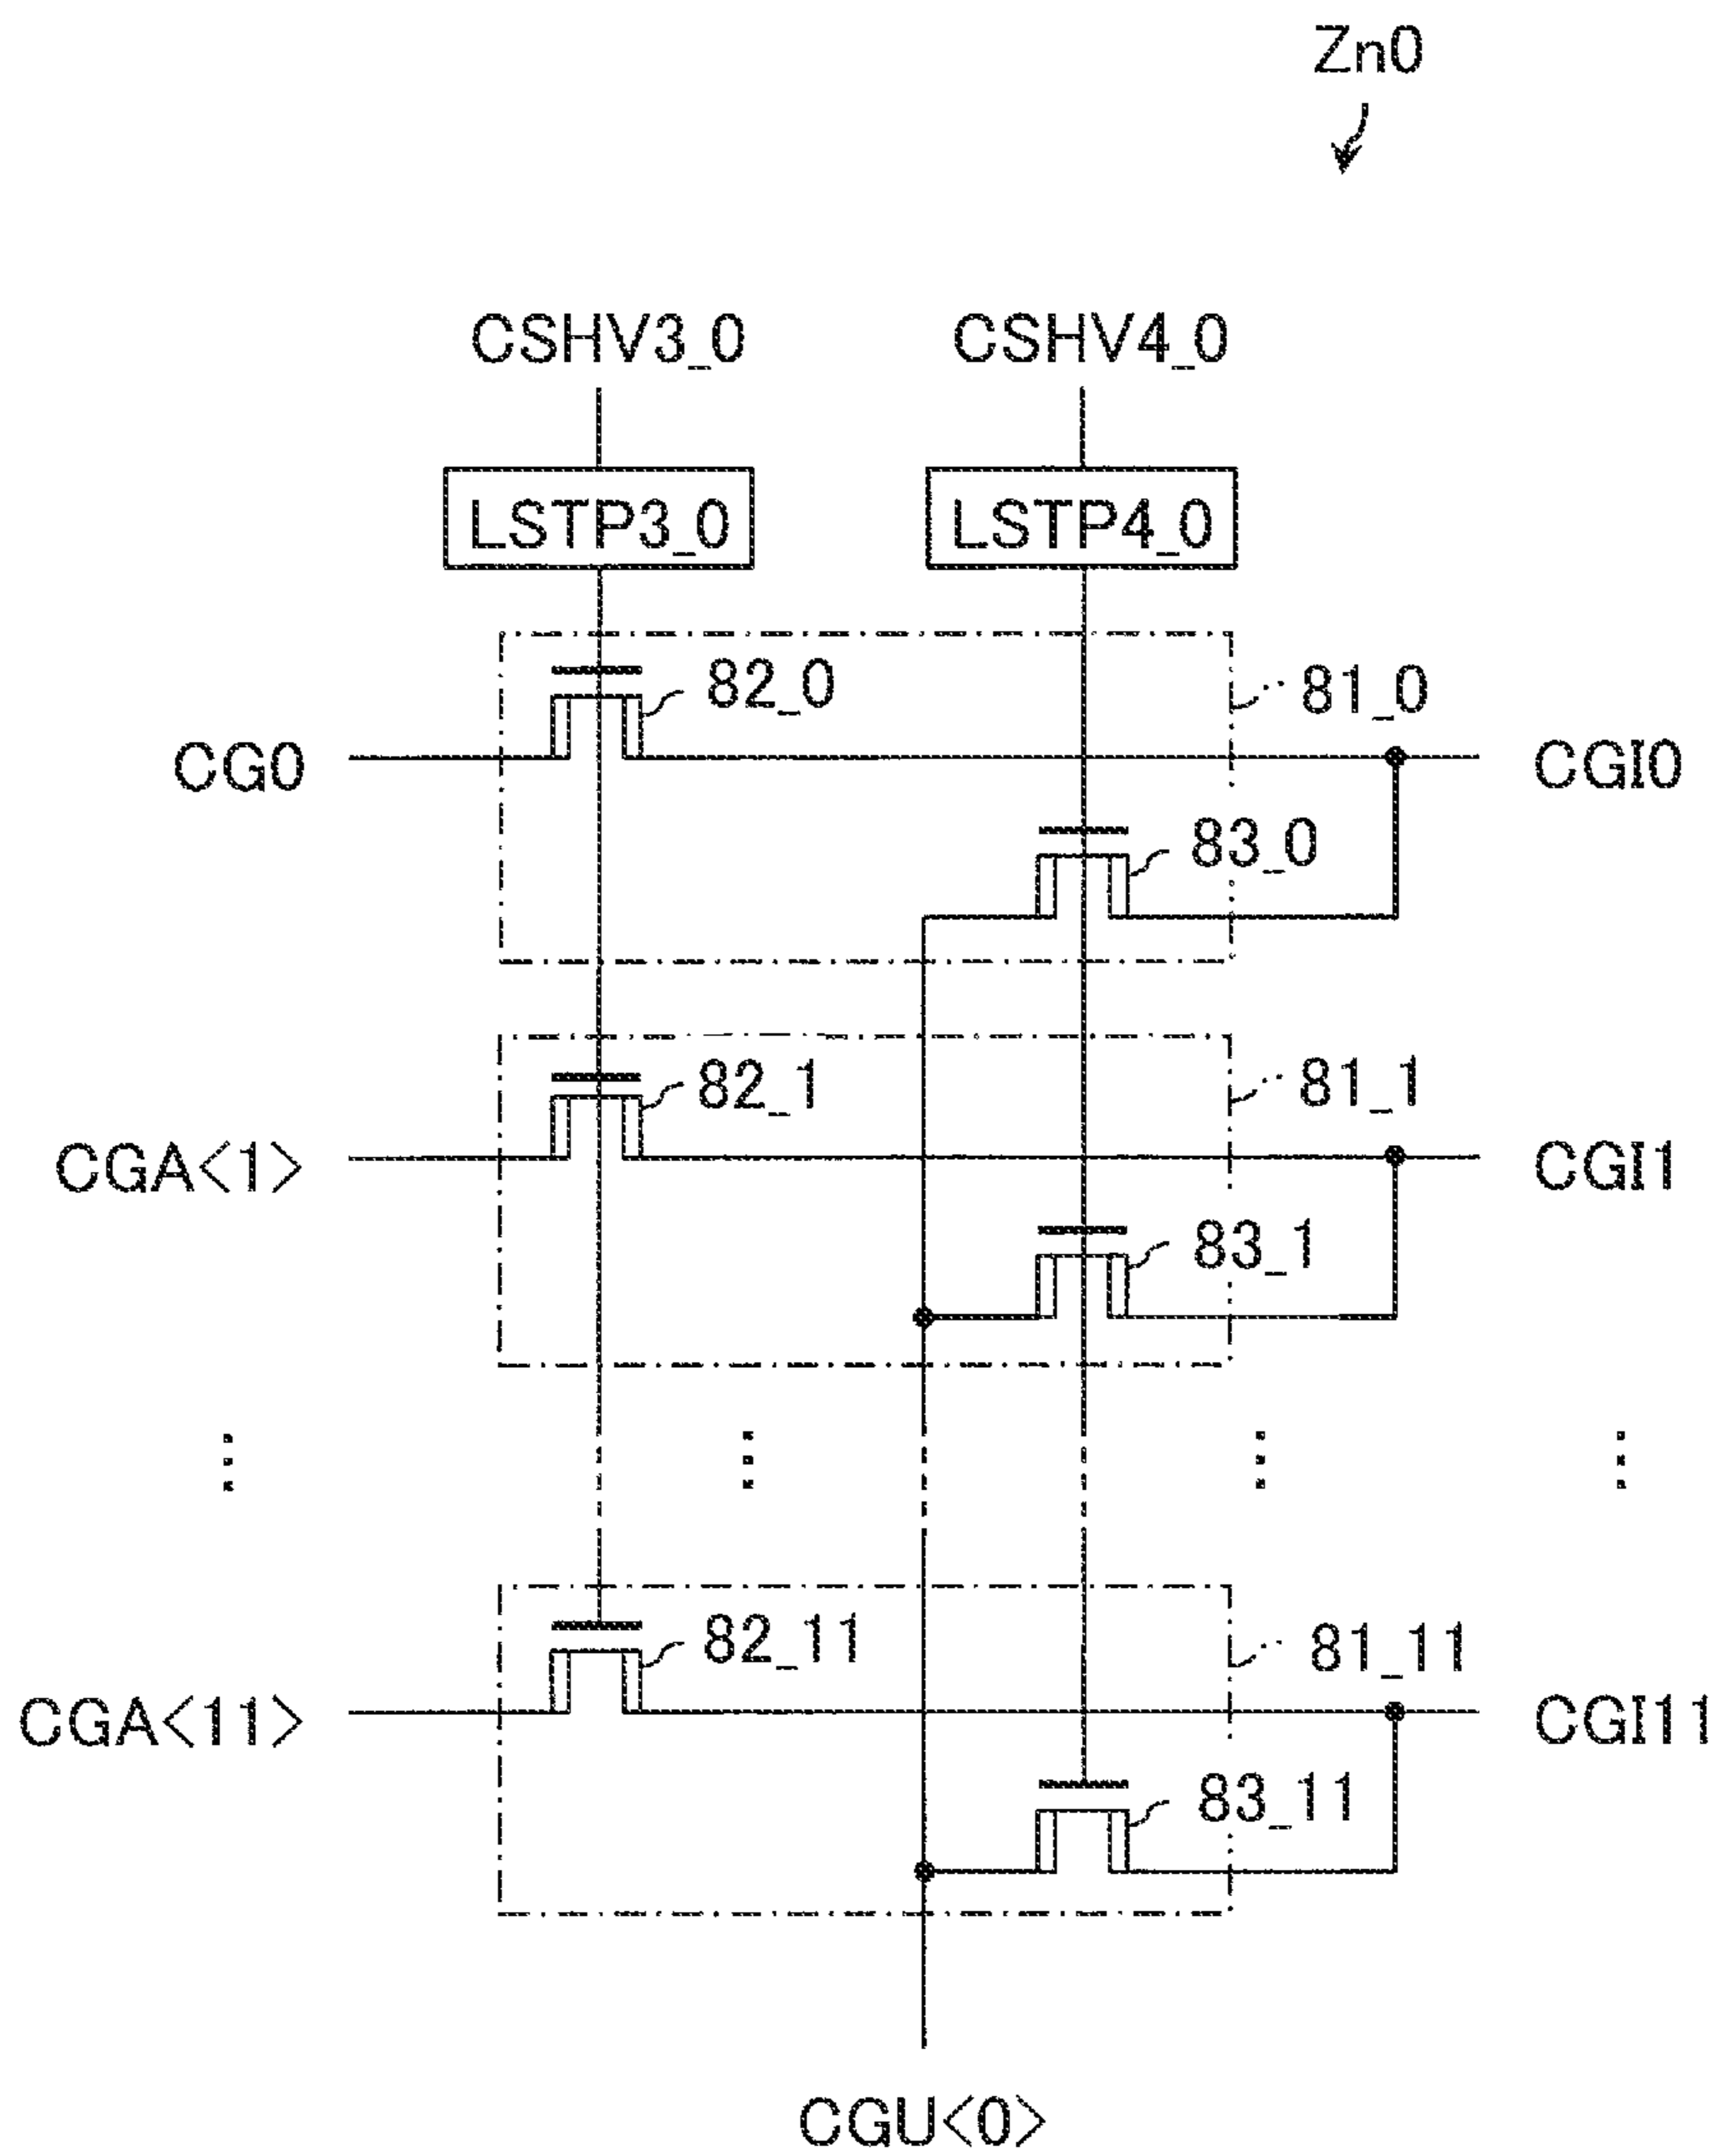 Zn0
CSHV3_0 CSHV4_0
LSTP3_0 LSTP4_0
82_0 81_0
CG0 CGI0
83_0
82_1 81_1
CGA<1> CGI1
83_1
82_11 81_11
CGA<11> CGI11
83_11
CGU<0>